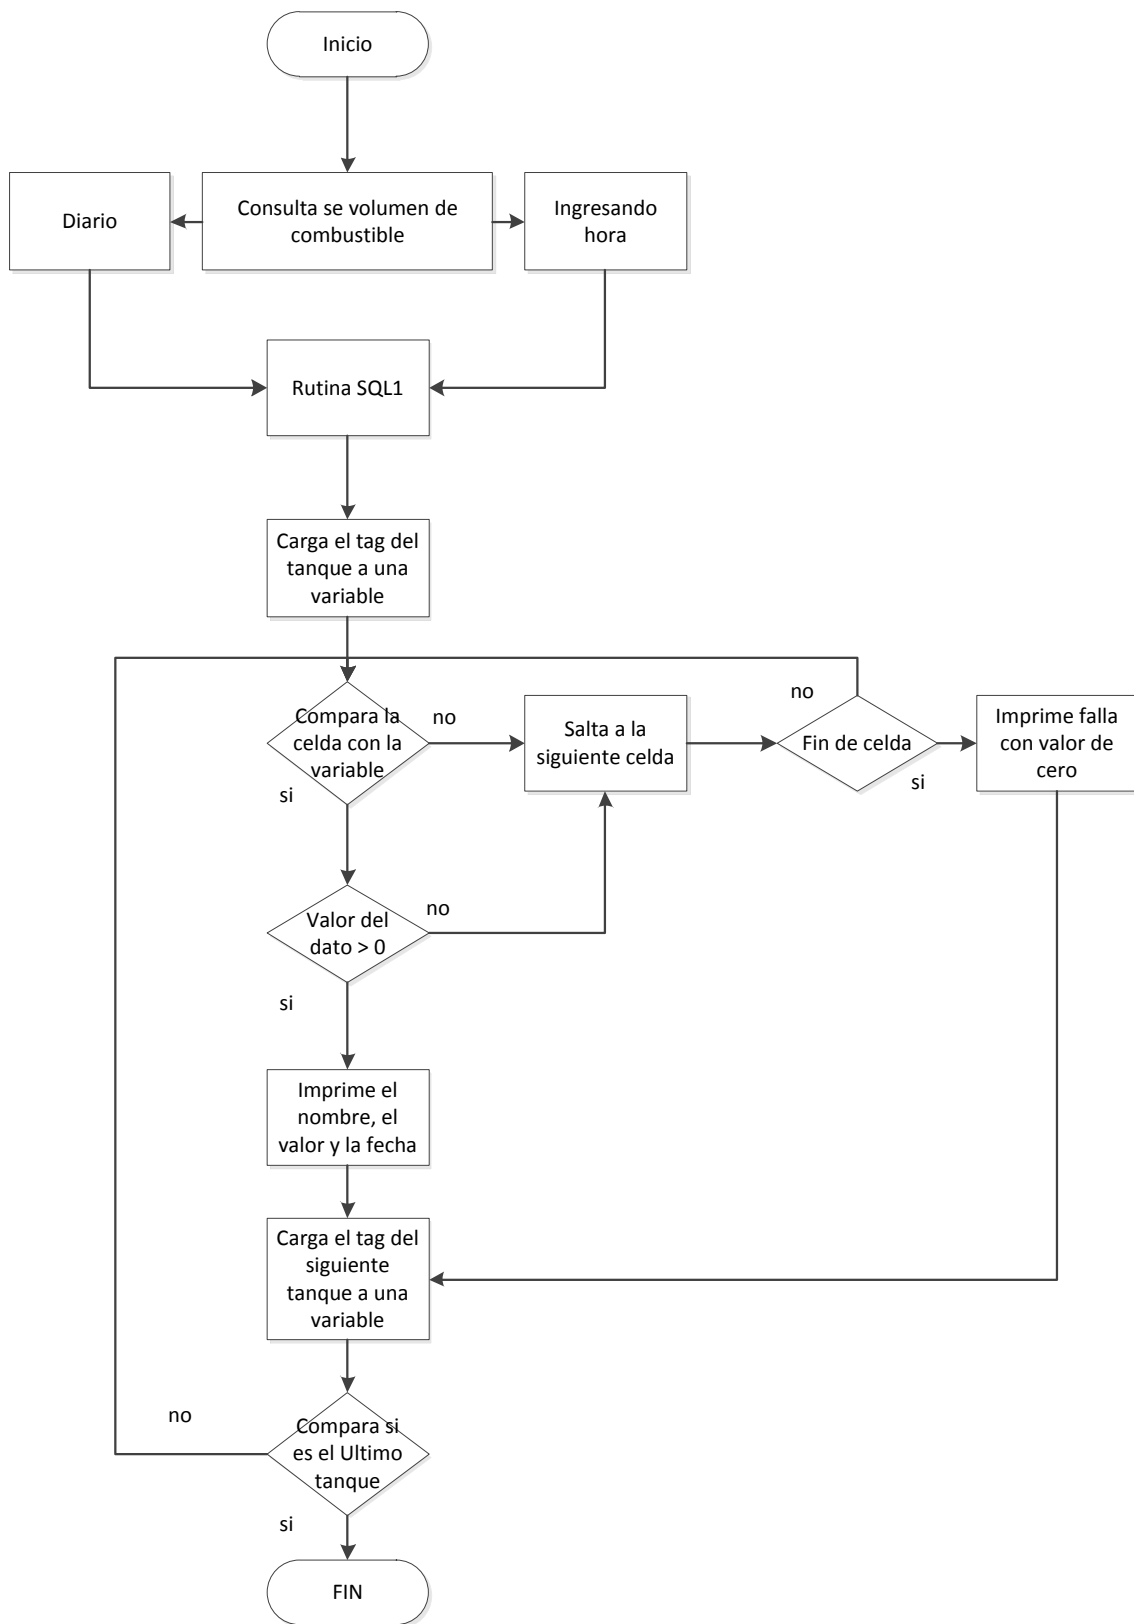 Inicio
Diario
Consulta se volumen de
combustible
Ingresando
hora
Rutina SQL1
Carga el tag del
tanque a una
variable
Compara la
celda con la
variable
no
si
Salta a la
siguiente celda
no
Fin de celda
si
Imprime falla
con valor de
cero
Valor del
dato > 0
no
si
Imprime el
nombre, el
valor y la fecha
Carga el tag del
siguiente
tanque a una
variable
no
Compara si
es el Ultimo
tanque
si
FIN